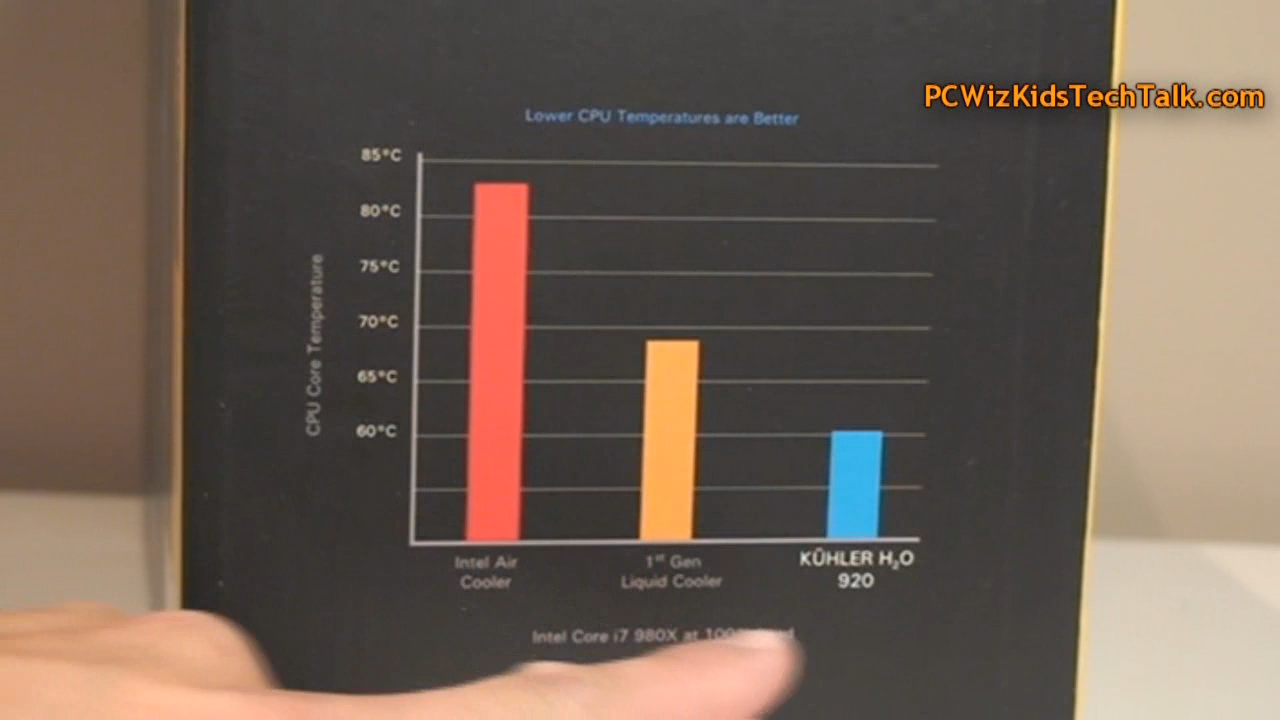 PCWizKidsTechTalk.com
Lower CPU Temperatures are Better
85°C
80°C
75°C
70°C
65°C
60°C
CPU Core Temperature
Intel Air
Cooler
1st Gen
Liquid Cooler
KÜHLER H₂O
920
Intel Core i7 980X at